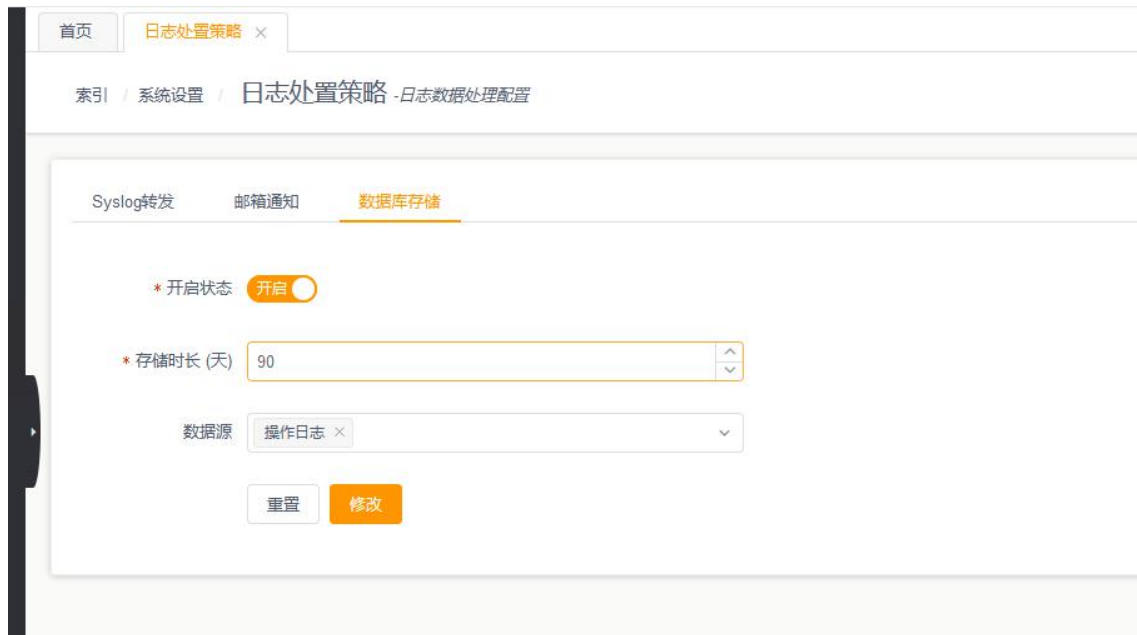 首页 日志处置策略 ×
索引 / 系统设置 / 日志处置策略 -日志数据处理配置
Syslog转发 邮箱通知 数据库存储
* 开启状态 开启
* 存储时长 (天) 90
数据源 操作日志 ×
重置 修改